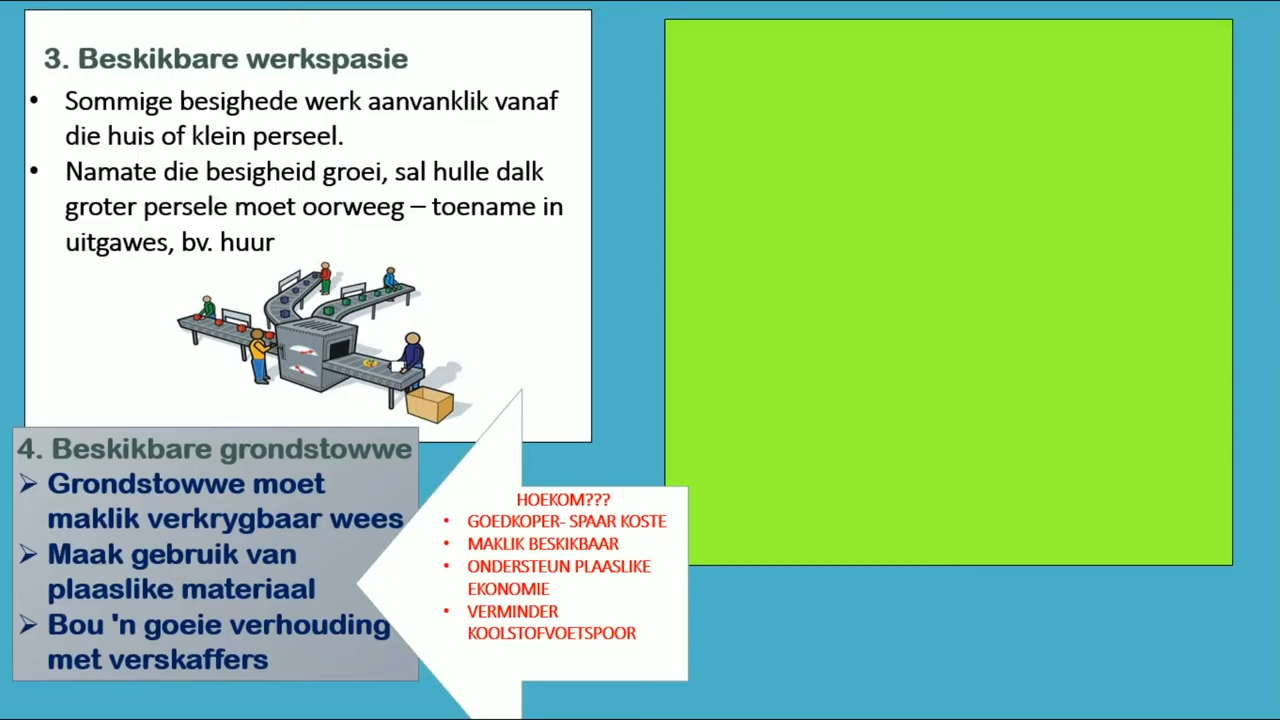 3. Beskikbare werkspasie
• Sommige besighede werk aanvanklik vanaf
die huis of klein perseel.
• Namate die besigheid groei, sal hulle dalk
groter persele moet oorweeg – toename in
uitgawes, bv. huur
4. Beskikbare grondstowwe
➢ Grondstowwe moet
maklik verkrygbaar wees
➢ Maak gebruik van
plaaslike materiaal
➢ Bou 'n goeie verhouding
met verskaffers
HOEKOM???
• GOEDKOPER- SPAAR KOSTE
• MAKLIK BESKIKBAAR
• ONDERSTEUN PLAASLIKE
EKONOMIE
• VERMINDER
KOOLSTOFVOETSPOOR